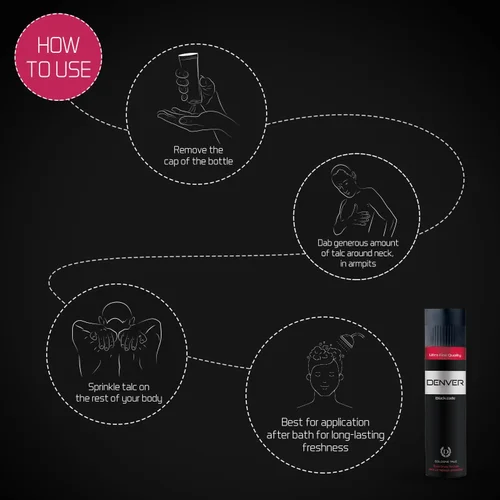 HOW
TO USE
Remove the
cap of the bottle
Dab generous amount
of talc around neck,
in armpits
Sprinkle talc on
the rest of your body
Best for application
after bath for long-lasting
freshness
DENVER